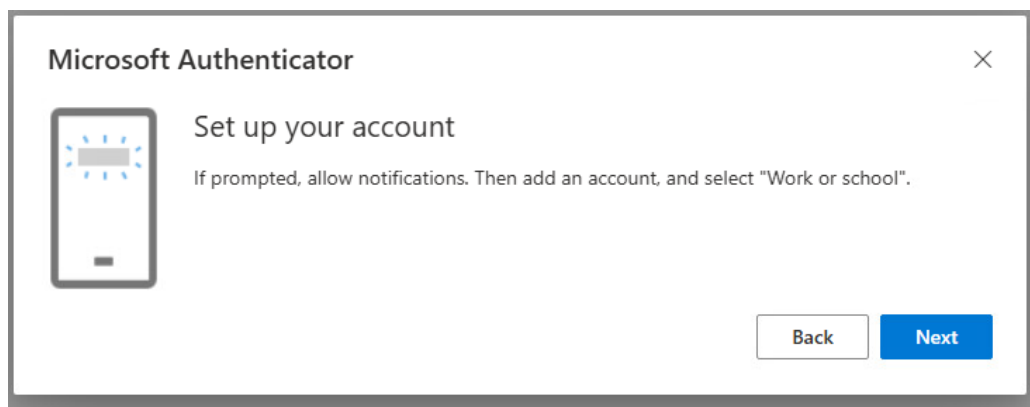 Microsoft Authenticator
Set up your account
If prompted, allow notifications. Then add an account, and select "Work or school".
Back
Next